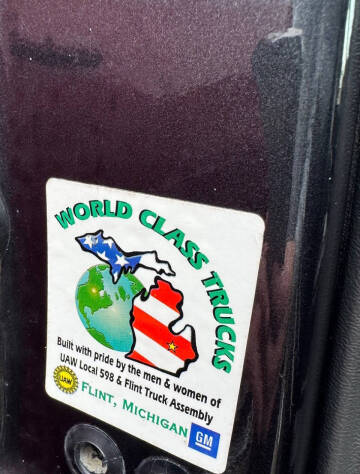 WORLD CLASS TRUCKS
Built with pride by the men & women of
UAW Local 598 & Flint Truck Assembly
UAW
FLINT, MICHIGAN
GM